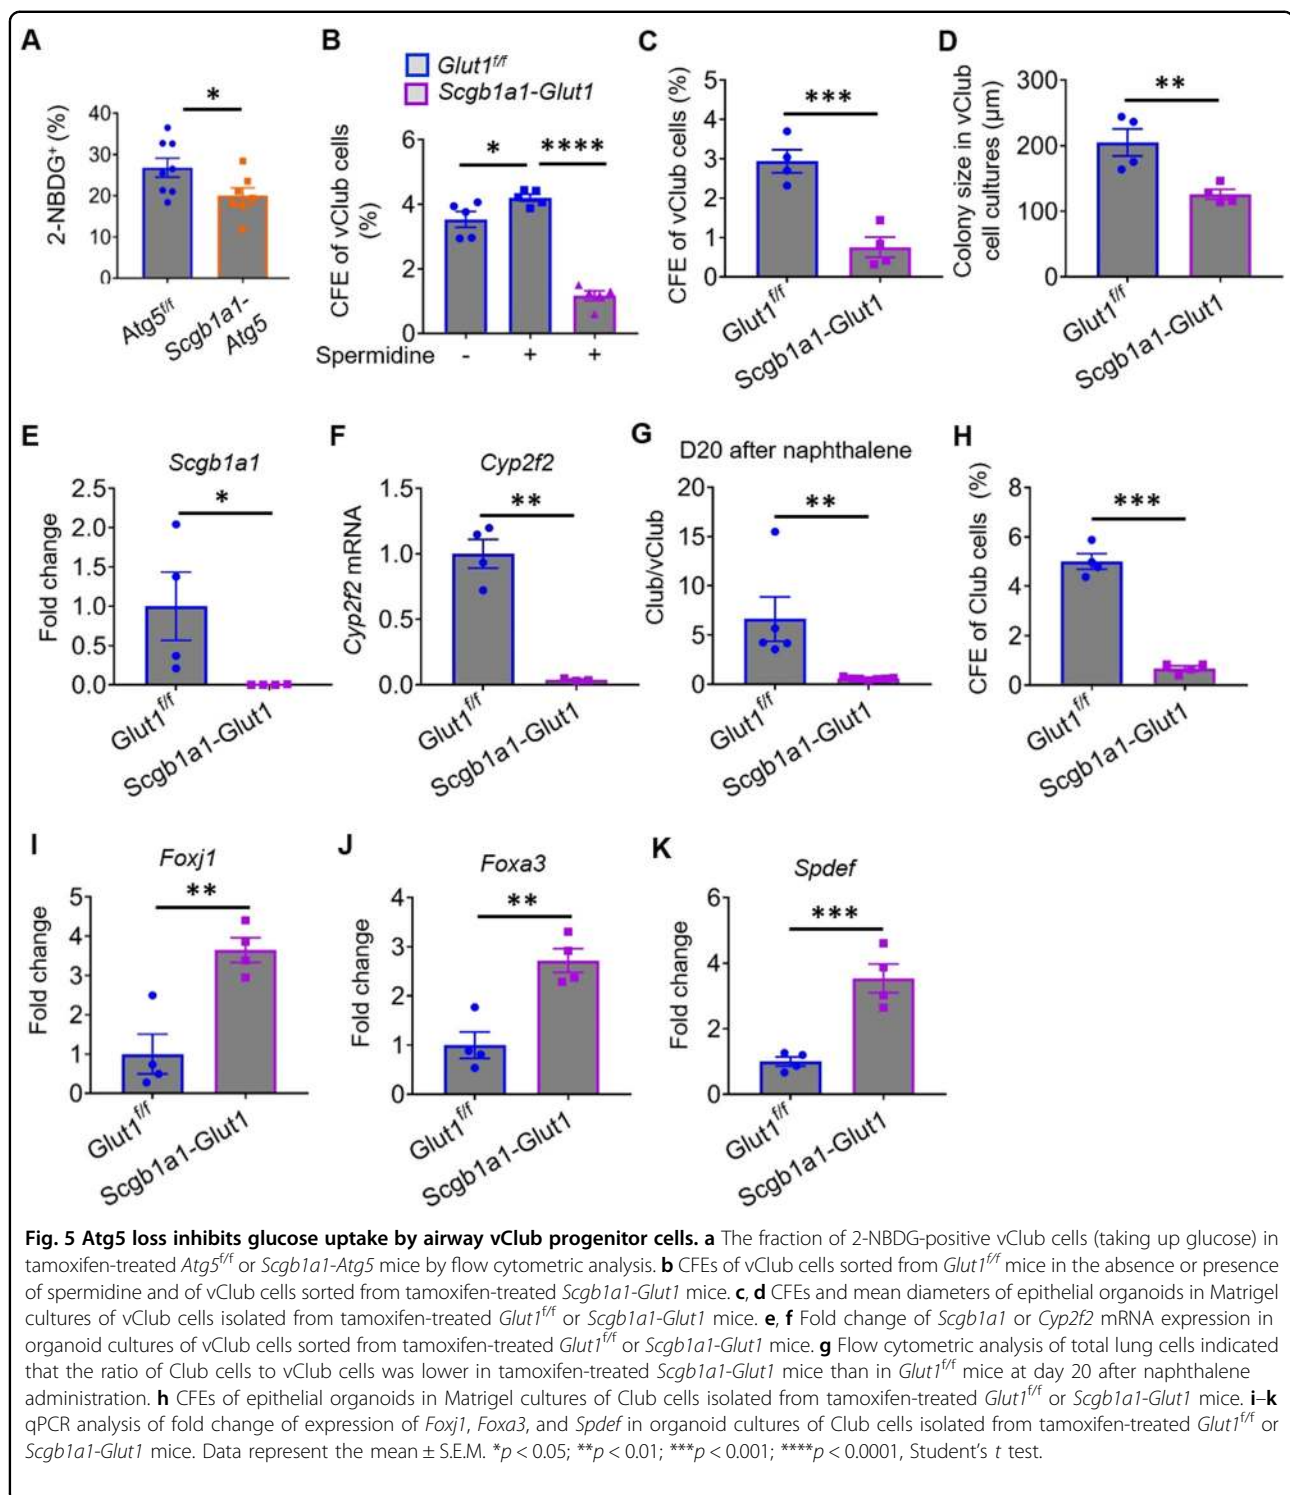 A
2-NBDG⁺ (%)
40
30
20
10
0
*
Atg5f/f
Scgb1a1-
Atg5
B
Glut1f/f
Scgb1a1-Glut1
CFE of vClub cells
(%)
6
4
2
0
* ****
Spermidine - + +
C
CFE of vClub cells (%)
5
4
3
2
1
0
***
Glut1f/f
Scgb1a1-Glut1
D
Colony size in vClub
cell cultures (µm)
300
200
100
0
**
Glut1f/f
Scgb1a1-Glut1
E
Scgb1a1
Fold change
2.5
2.0
1.5
1.0
0.5
0.0
*
Glut1f/f
Scgb1a1-Glut1
F
Cyp2f2
Cyp2f2 mRNA
1.5
1.0
0.5
0.0
**
Glut1f/f
Scgb1a1-Glut1
G
D20 after naphthalene
Club/vClub
20
15
10
5
0
**
Glut1f/f
Scgb1a1-Glut1
H
CFE of Club cells (%)
8
6
4
2
0
***
Glut1f/f
Scgb1a1-Glut1
I
Foxj1
Fold change
5
4
3
2
1
0
**
Glut1f/f
Scgb1a1-Glut1
J
Foxa3
Fold change
4
3
2
1
0
**
Glut1f/f
Scgb1a1-Glut1
K
Spdef
Fold change
6
4
2
0
***
Glut1f/f
Scgb1a1-Glut1
Fig. 5 Atg5 loss inhibits glucose uptake by airway vClub progenitor cells. a The fraction of 2-NBDG-positive vClub cells (taking up glucose) in
tamoxifen-treated Atg5f/f or Scgb1a1-Atg5 mice by flow cytometric analysis. b CFEs of vClub cells sorted from Glut1f/f mice in the absence or presence
of spermidine and of vClub cells sorted from tamoxifen-treated Scgb1a1-Glut1 mice. c, d CFEs and mean diameters of epithelial organoids in Matrigel
cultures of vClub cells isolated from tamoxifen-treated Glut1f/f or Scgb1a1-Glut1 mice. e, f Fold change of Scgb1a1 or Cyp2f2 mRNA expression in
organoid cultures of vClub cells sorted from tamoxifen-treated Glut1f/f or Scgb1a1-Glut1 mice. g Flow cytometric analysis of total lung cells indicated
that the ratio of Club cells to vClub cells was lower in tamoxifen-treated Scgb1a1-Glut1 mice than in Glut1f/f mice at day 20 after naphthalene
administration. h CFEs of epithelial organoids in Matrigel cultures of Club cells isolated from tamoxifen-treated Glut1f/f or Scgb1a1-Glut1 mice. i–k
qPCR analysis of fold change of expression of Foxj1, Foxa3, and Spdef in organoid cultures of Club cells isolated from tamoxifen-treated Glut1f/f or
Scgb1a1-Glut1 mice. Data represent the mean ± S.E.M. *p < 0.05; **p < 0.01; ***p < 0.001; ****p < 0.0001, Student's t test.